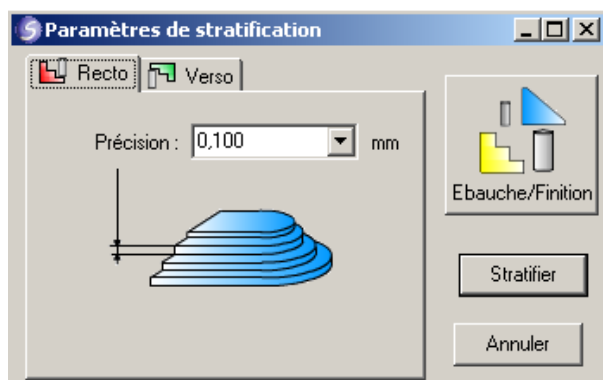 Paramètres de stratification
Recto
Verso
Précision : 0,100 mm
Ebauche/Finition
Stratifier
Annuler